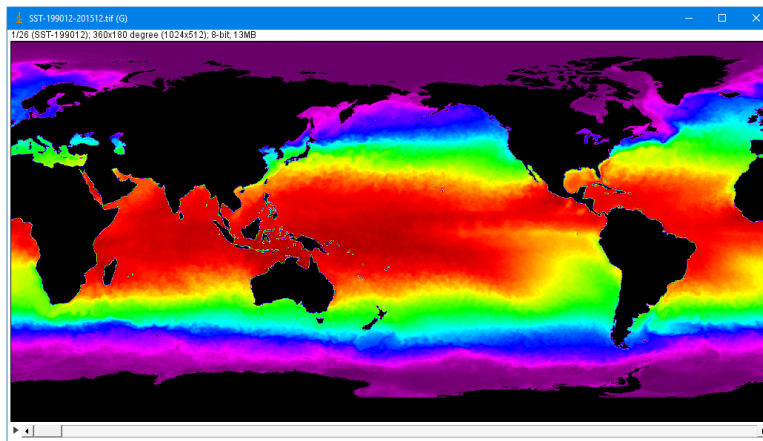 SST-199012-201512.tif (G)
1/26 (SST-199012); 360x180 degree (1024x512); 8-bit; 13MB